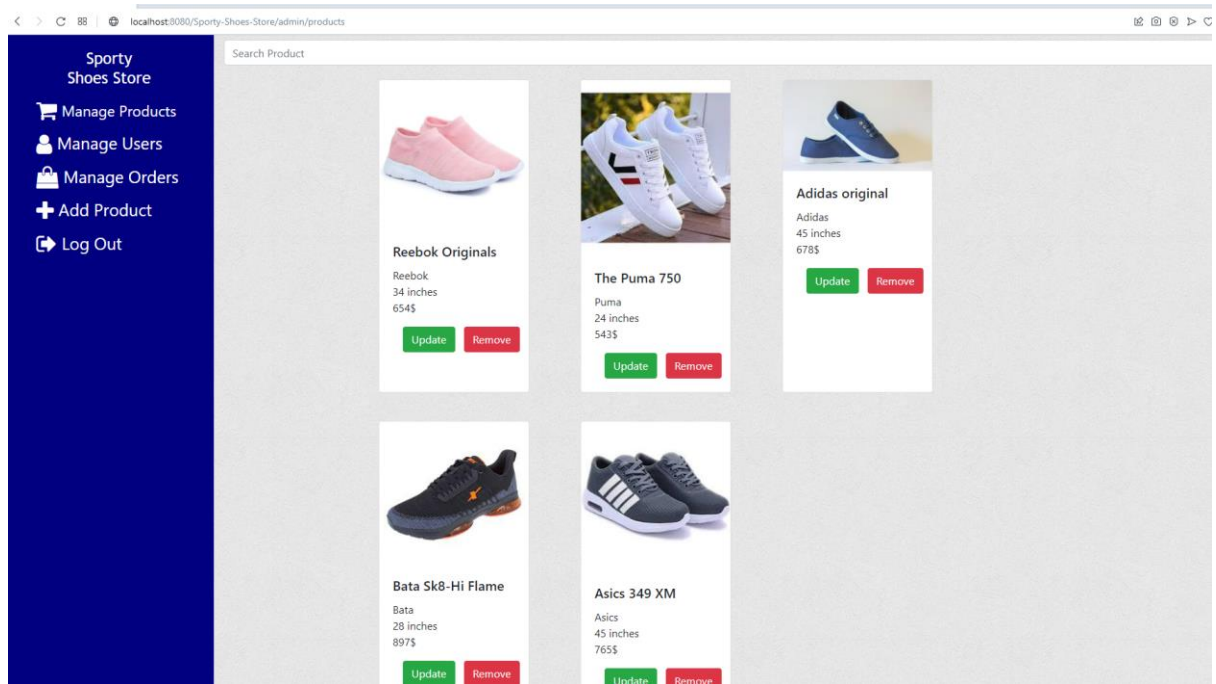 localhost:8080/Sporty-Shoes-Store/admin/products
Sporty
Shoes Store
Manage Products
Manage Users
Manage Orders
Add Product
Log Out
Search Product
Reebok Originals
Reebok
34 inches
654$
Update Remove
The Puma 750
Puma
24 inches
543$
Update Remove
Adidas original
Adidas
45 inches
678$
Update Remove
Bata Sk8-Hi Flame
Bata
28 inches
897$
Update Remove
Asics 349 XM
Asics
45 inches
765$
Update Remove